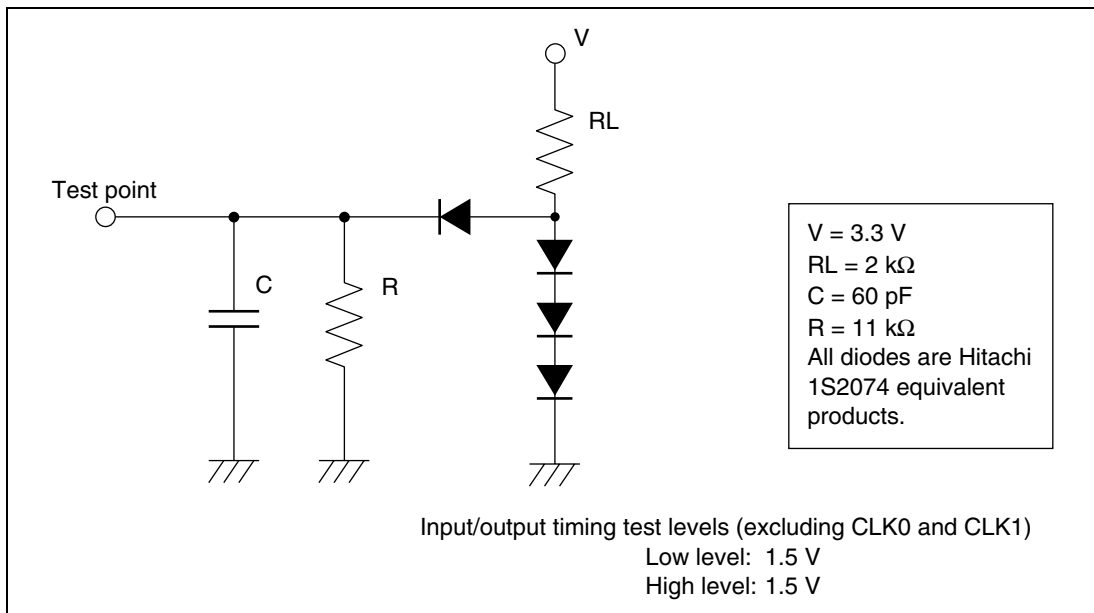 V
RL
Test point
C
R
V = 3.3 V
RL = 2 kΩ
C = 60 pF
R = 11 kΩ
All diodes are Hitachi
1S2074 equivalent
products.
Input/output timing test levels (excluding CLK0 and CLK1)
Low level: 1.5 V
High level: 1.5 V